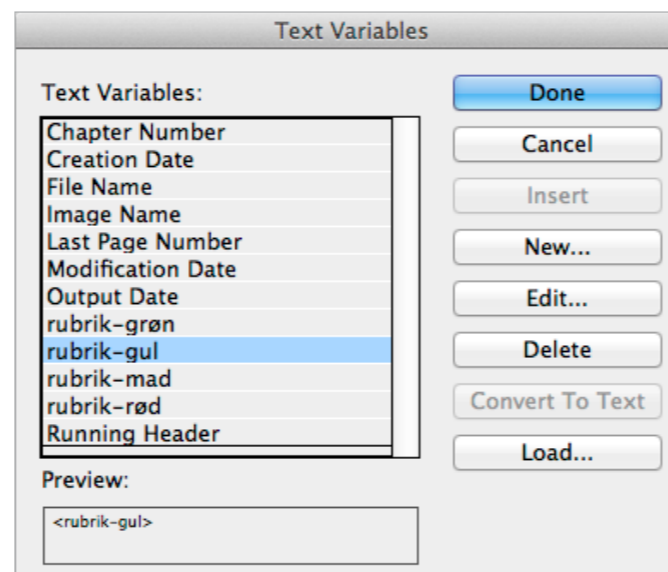 Text Variables
Text Variables:
Chapter Number
Creation Date
File Name
Image Name
Last Page Number
Modification Date
Output Date
rubrik-grøn
rubrik-gul
rubrik-mad
rubrik-rød
Running Header
Preview:
<rubrik-gul>
Done
Cancel
Insert
New...
Edit...
Delete
Convert To Text
Load...